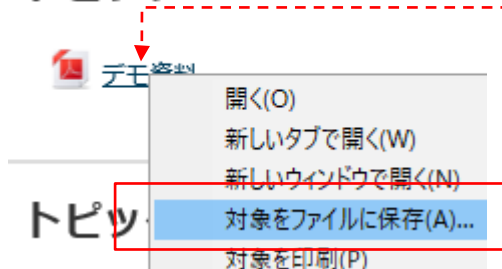 デモ資料
開く(O)
新しいタブで開く(W)
新しいウィンドウで開く(N)
トピッ
対象をファイルに保存(A)...
対象を印刷(P)